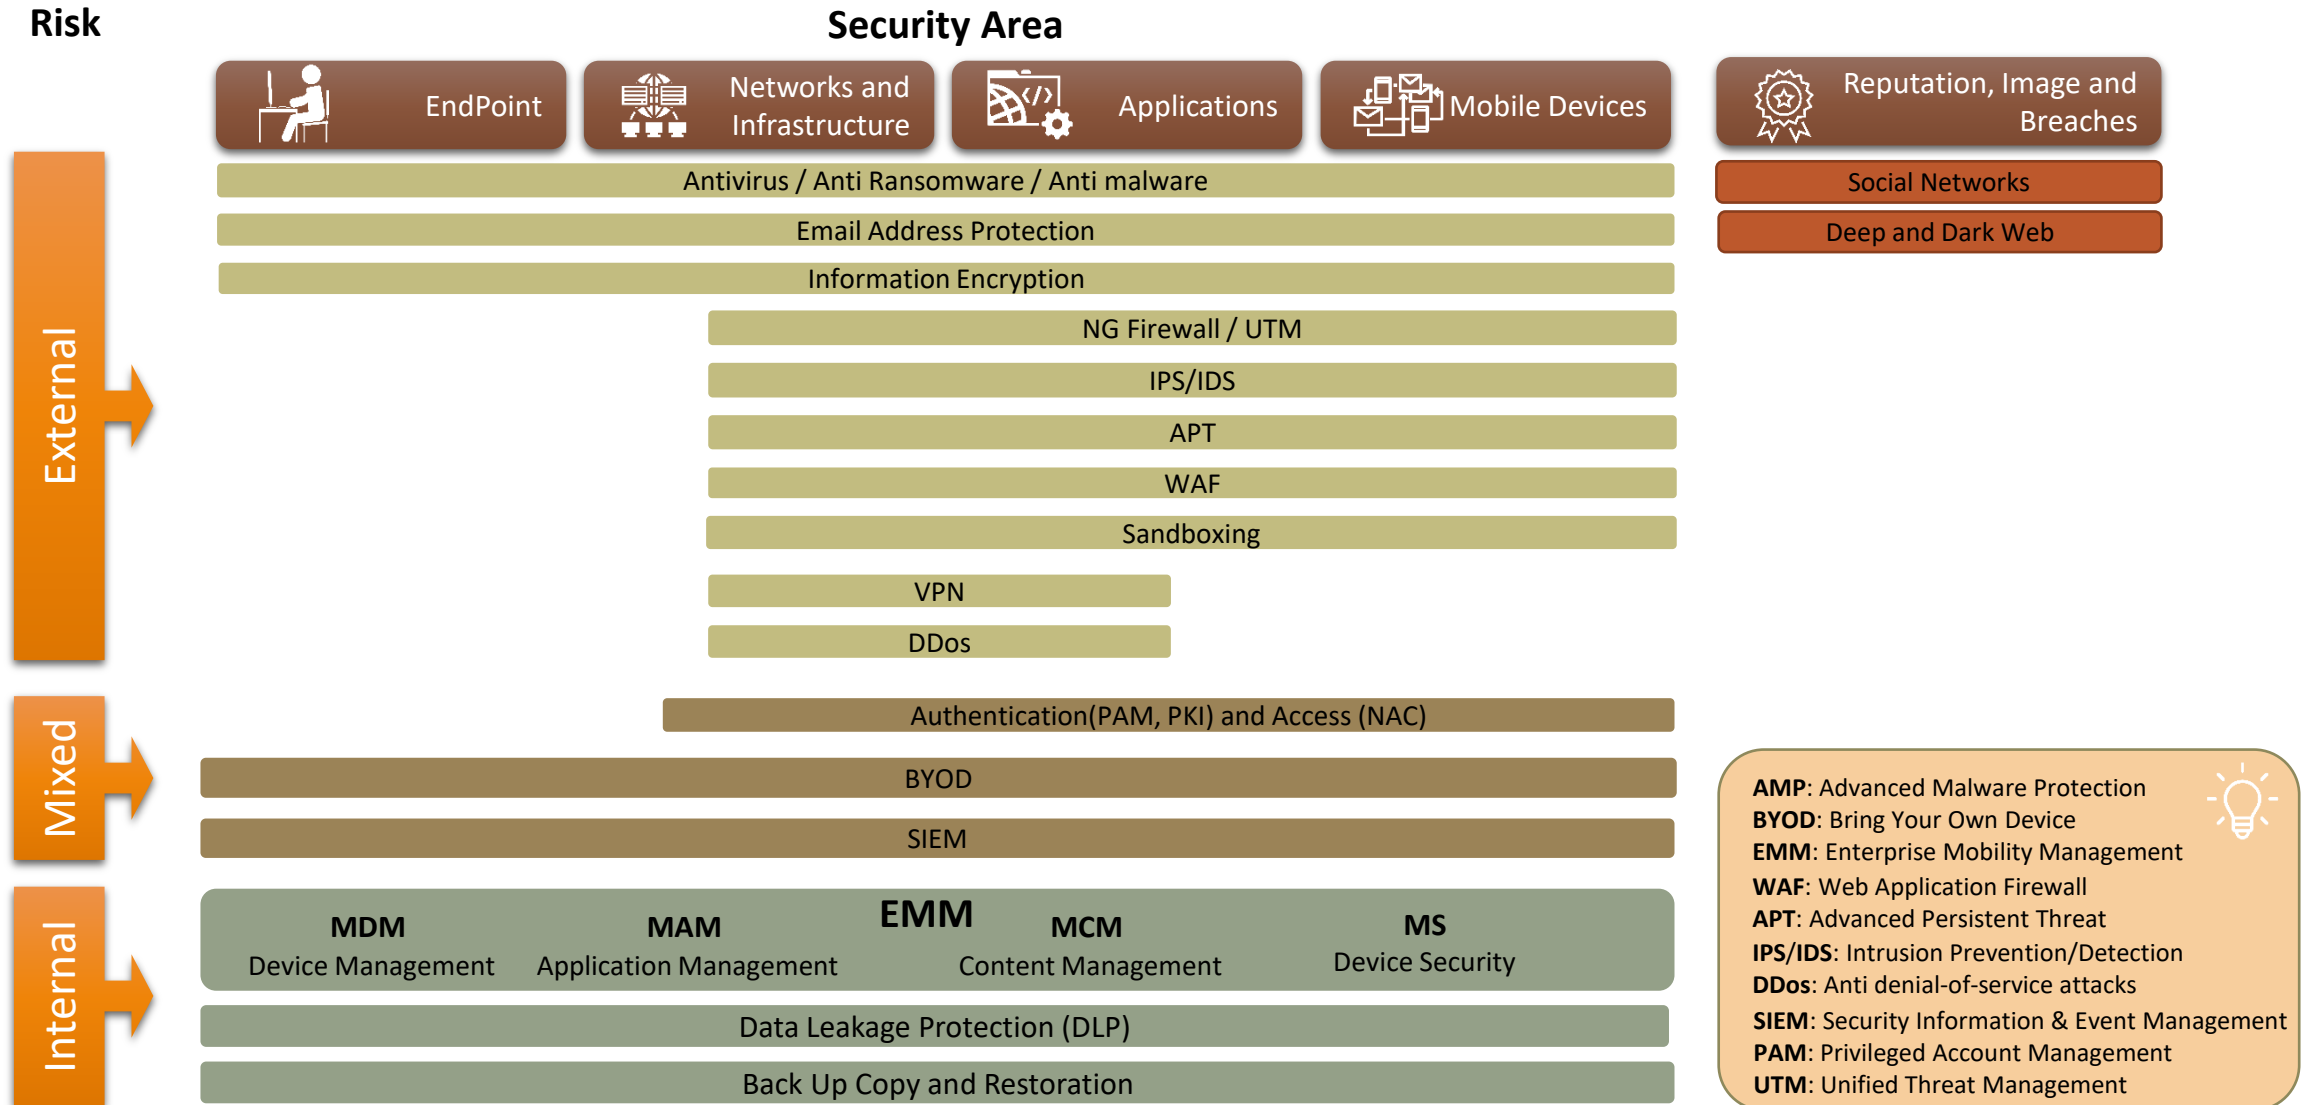 Risk
Security Area
EndPoint
Networks and
Infrastructure
Applications
Mobile Devices
Reputation, Image and
Breaches
External
Antivirus / Anti Ransomware / Anti malware
Social Networks
Email Address Protection
Deep and Dark Web
Information Encryption
NG Firewall / UTM
IPS/IDS
APT
WAF
Sandboxing
VPN
DDos
Mixed
Authentication(PAM, PKI) and Access (NAC)
BYOD
SIEM
Internal
EMM
MDM
Device Management
MAM
Application Management
MCM
Content Management
MS
Device Security
Data Leakage Protection (DLP)
Back Up Copy and Restoration
AMP: Advanced Malware Protection
BYOD: Bring Your Own Device
EMM: Enterprise Mobility Management
WAF: Web Application Firewall
APT: Advanced Persistent Threat
IPS/IDS: Intrusion Prevention/Detection
DDos: Anti denial-of-service attacks
SIEM: Security Information & Event Management
PAM: Privileged Account Management
UTM: Unified Threat Management